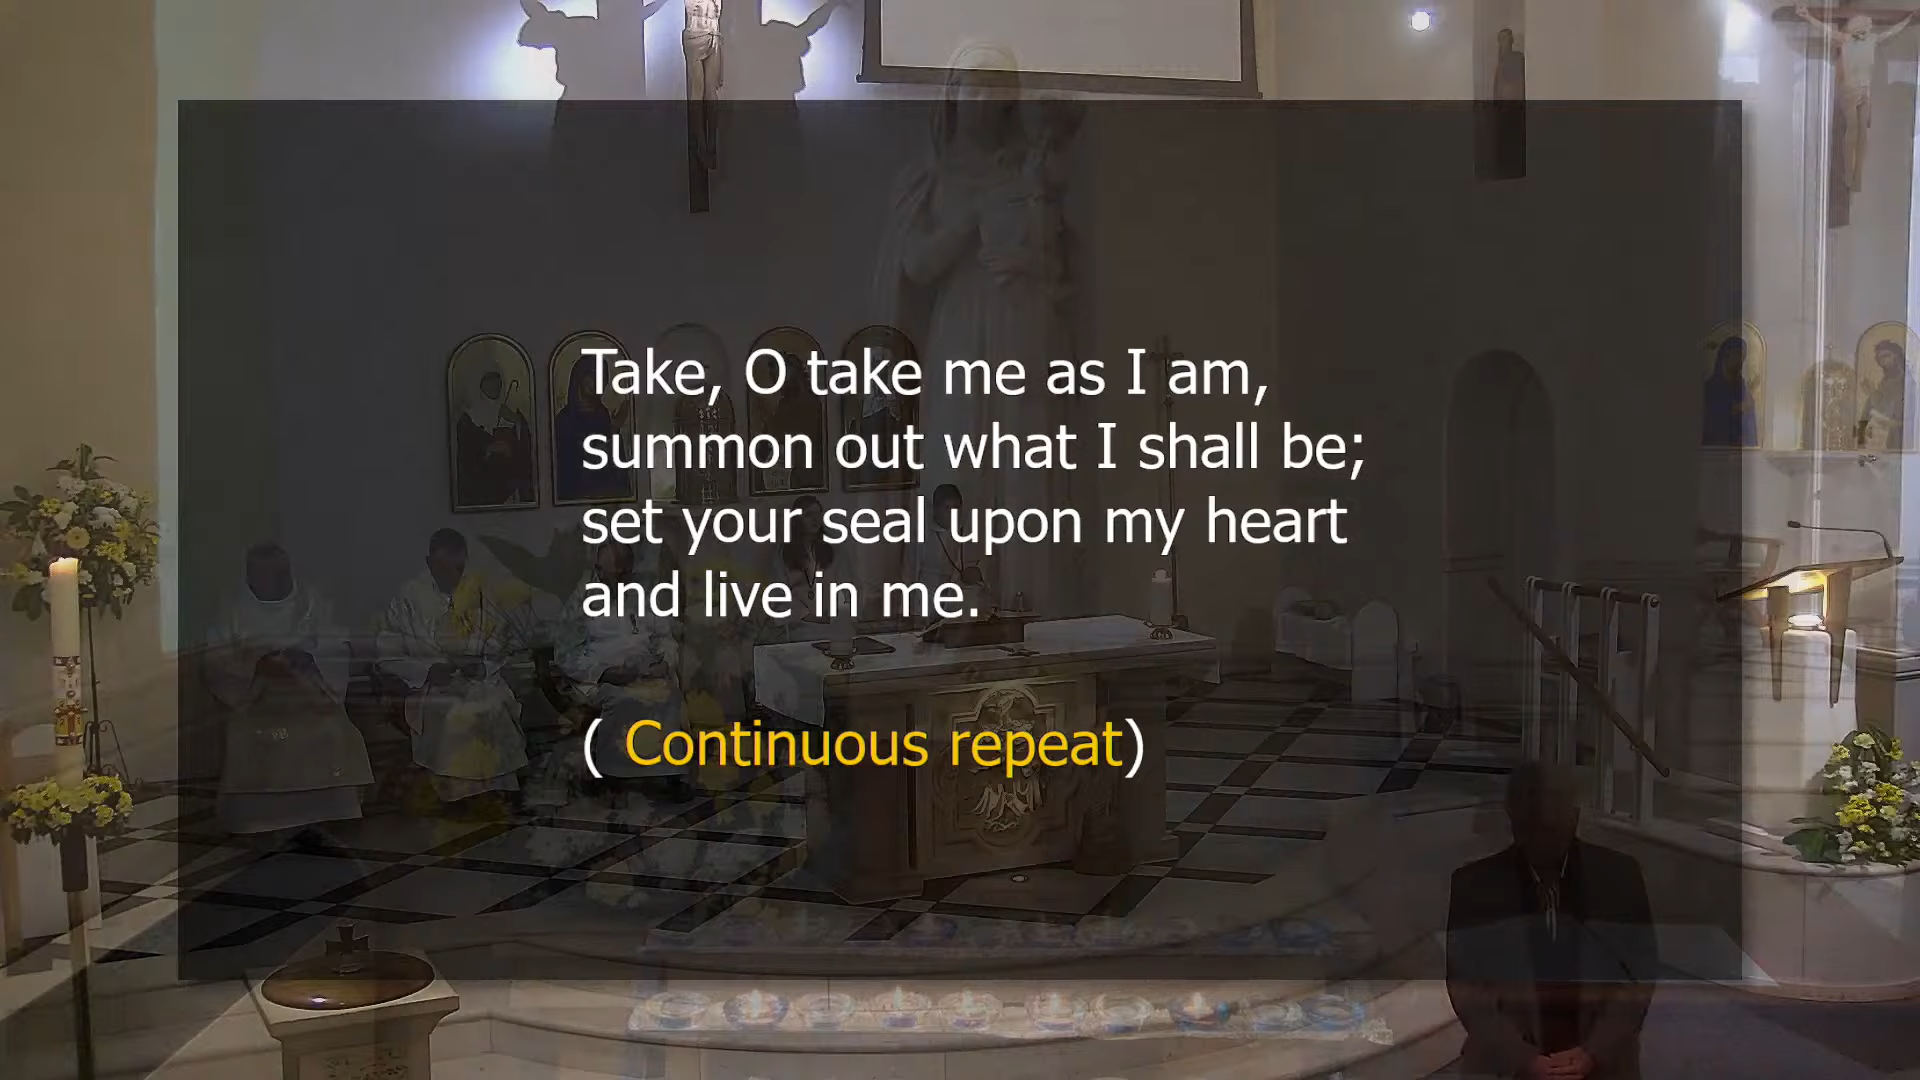 Take, O take me as I am,
summon out what I shall be;
set your seal upon my heart
and live in me.
( Continuous repeat)